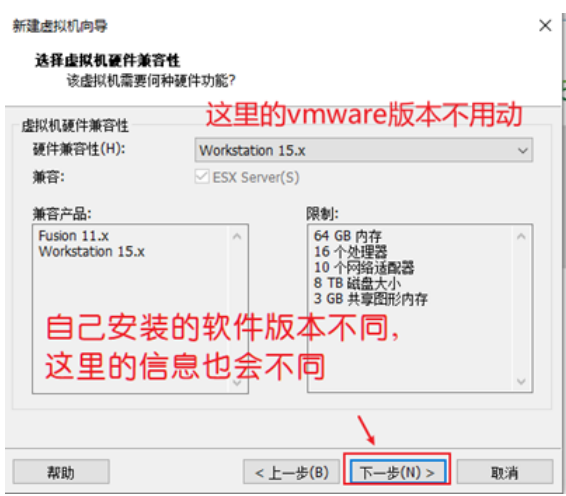 新建虚拟机向导
选择虚拟机硬件兼容性
该虚拟机需要何种硬件功能?
这里的vmware版本不用动
虚拟机硬件兼容性
硬件兼容性(H): Workstation 15.x
兼容: ESX Server(S)
兼容产品:
Fusion 11.x
Workstation 15.x
限制:
64 GB 内存
16 个处理器
10 个网络适配器
8 TB 磁盘大小
3 GB 共享图形内存
自己安装的软件版本不同,
这里的信息也会不同
帮助 < 上一步(B) 下一步(N) > 取消